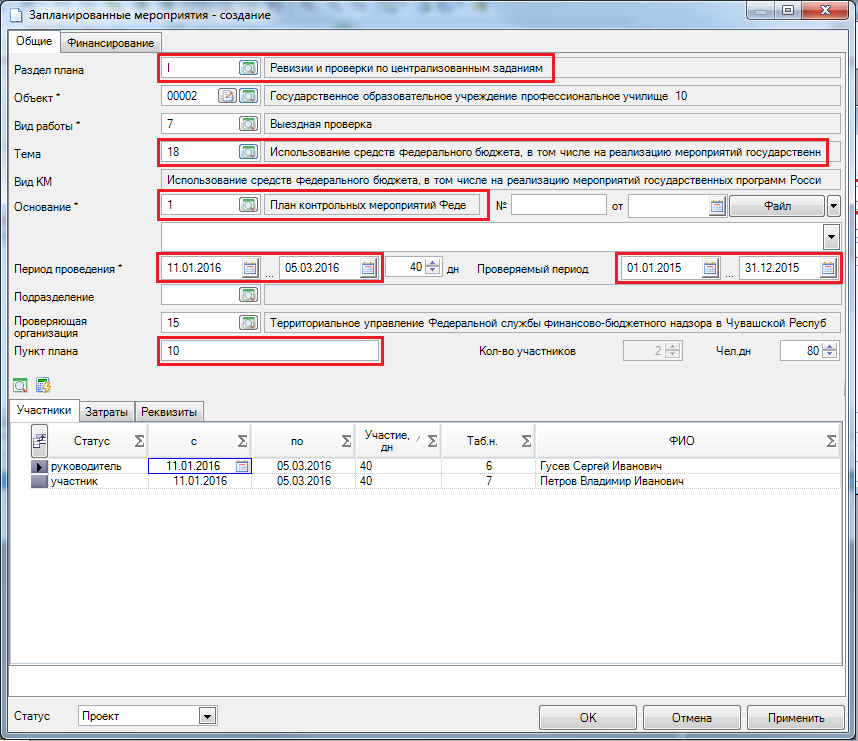 Запланированные мероприятия - создание
Общие Финансирование
Раздел плана I Ревизии и проверки по централизованным заданиям
Объект * 00002 Государственное образовательное учреждение профессиональное училище 10
Вид работы * 7 Выездная проверка
Тема 18 Использование средств федерального бюджета, в том числе на реализацию мероприятий государственн
Вид КМ Использование средств федерального бюджета, в том числе на реализацию мероприятий государственных программ Росси
Основание * 1 План контрольных мероприятий Феде № от Файл
Период проведения * 11.01.2016 ... 05.03.2016 40 дн Проверяемый период 01.01.2015 ... 31.12.2015
Подразделение
Проверяющая организация 15 Территориальное управление Федеральной службы финансово-бюджетного надзора в Чувашской Респуб
Пункт плана 10 Кол-во участников 2 Чел.дн 80
Участники Затраты Реквизиты
Статус Σ с Σ по Σ Участие, дн Σ Таб.н. Σ ФИО Σ
руководитель 11.01.2016 05.03.2016 40 6 Гусев Сергей Иванович
участник 11.01.2016 05.03.2016 40 7 Петров Владимир Иванович
Статус Проект OK Отмена Применить